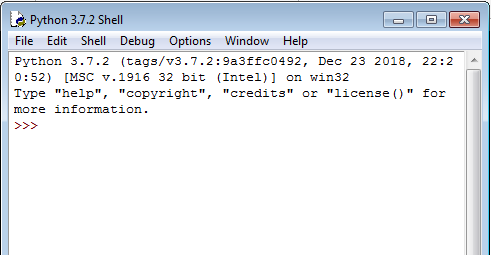 Python 3.7.2 Shell
File Edit Shell Debug Options Window Help
Python 3.7.2 (tags/v3.7.2:9a3ffc0492, Dec 23 2018, 22:2
0:52) [MSC v.1916 32 bit (Intel)] on win32
Type "help", "copyright", "credits" or "license()" for
more information.
>>>